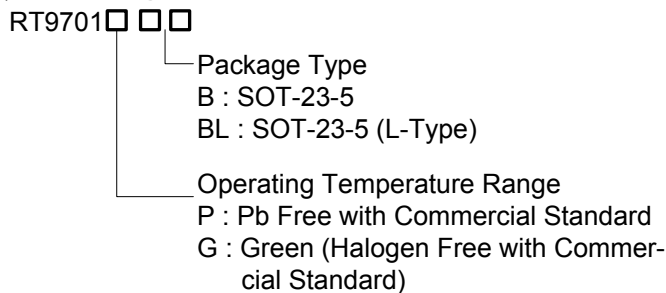 RT9701
Package Type
B : SOT-23-5
BL : SOT-23-5 (L-Type)
Operating Temperature Range
P : Pb Free with Commercial Standard
G : Green (Halogen Free with Commer-
cial Standard)